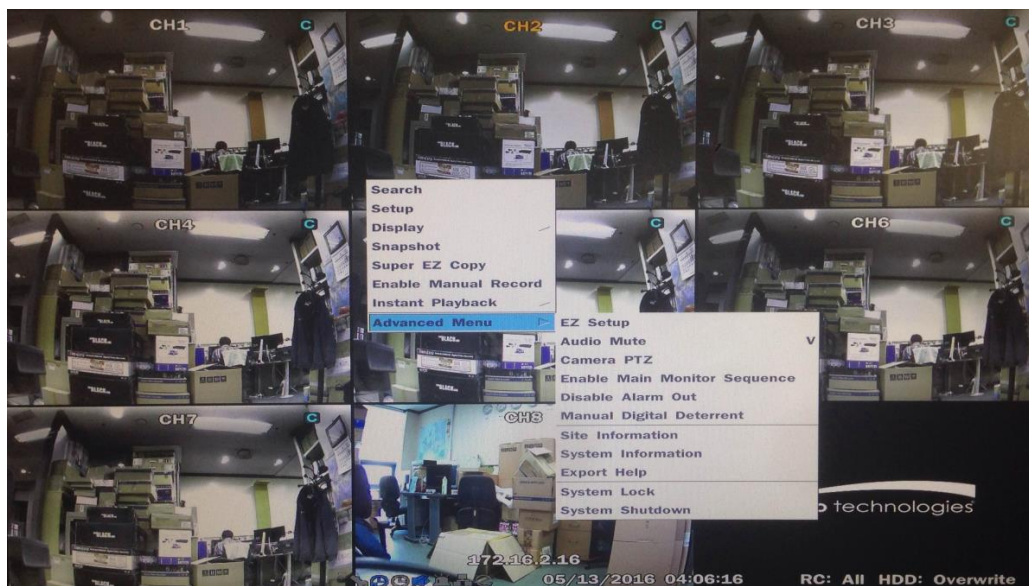 CH1 C
CH2 C
CH3 C
Search
Setup
Display
Snapshot
Super EZ Copy
Enable Manual Record
Instant Playback
Advanced Menu
EZ Setup
Audio Mute V
Camera PTZ
Enable Main Monitor Sequence
Disable Alarm Out
Manual Digital Deterrent
Site Information
System Information
Export Help
System Lock
System Shutdown
CH4 C
CH6 C
CH7 C
CH8
technologies
172.16.2.16
05/13/2016 04:06:16
RC: All HDD: Overwrite